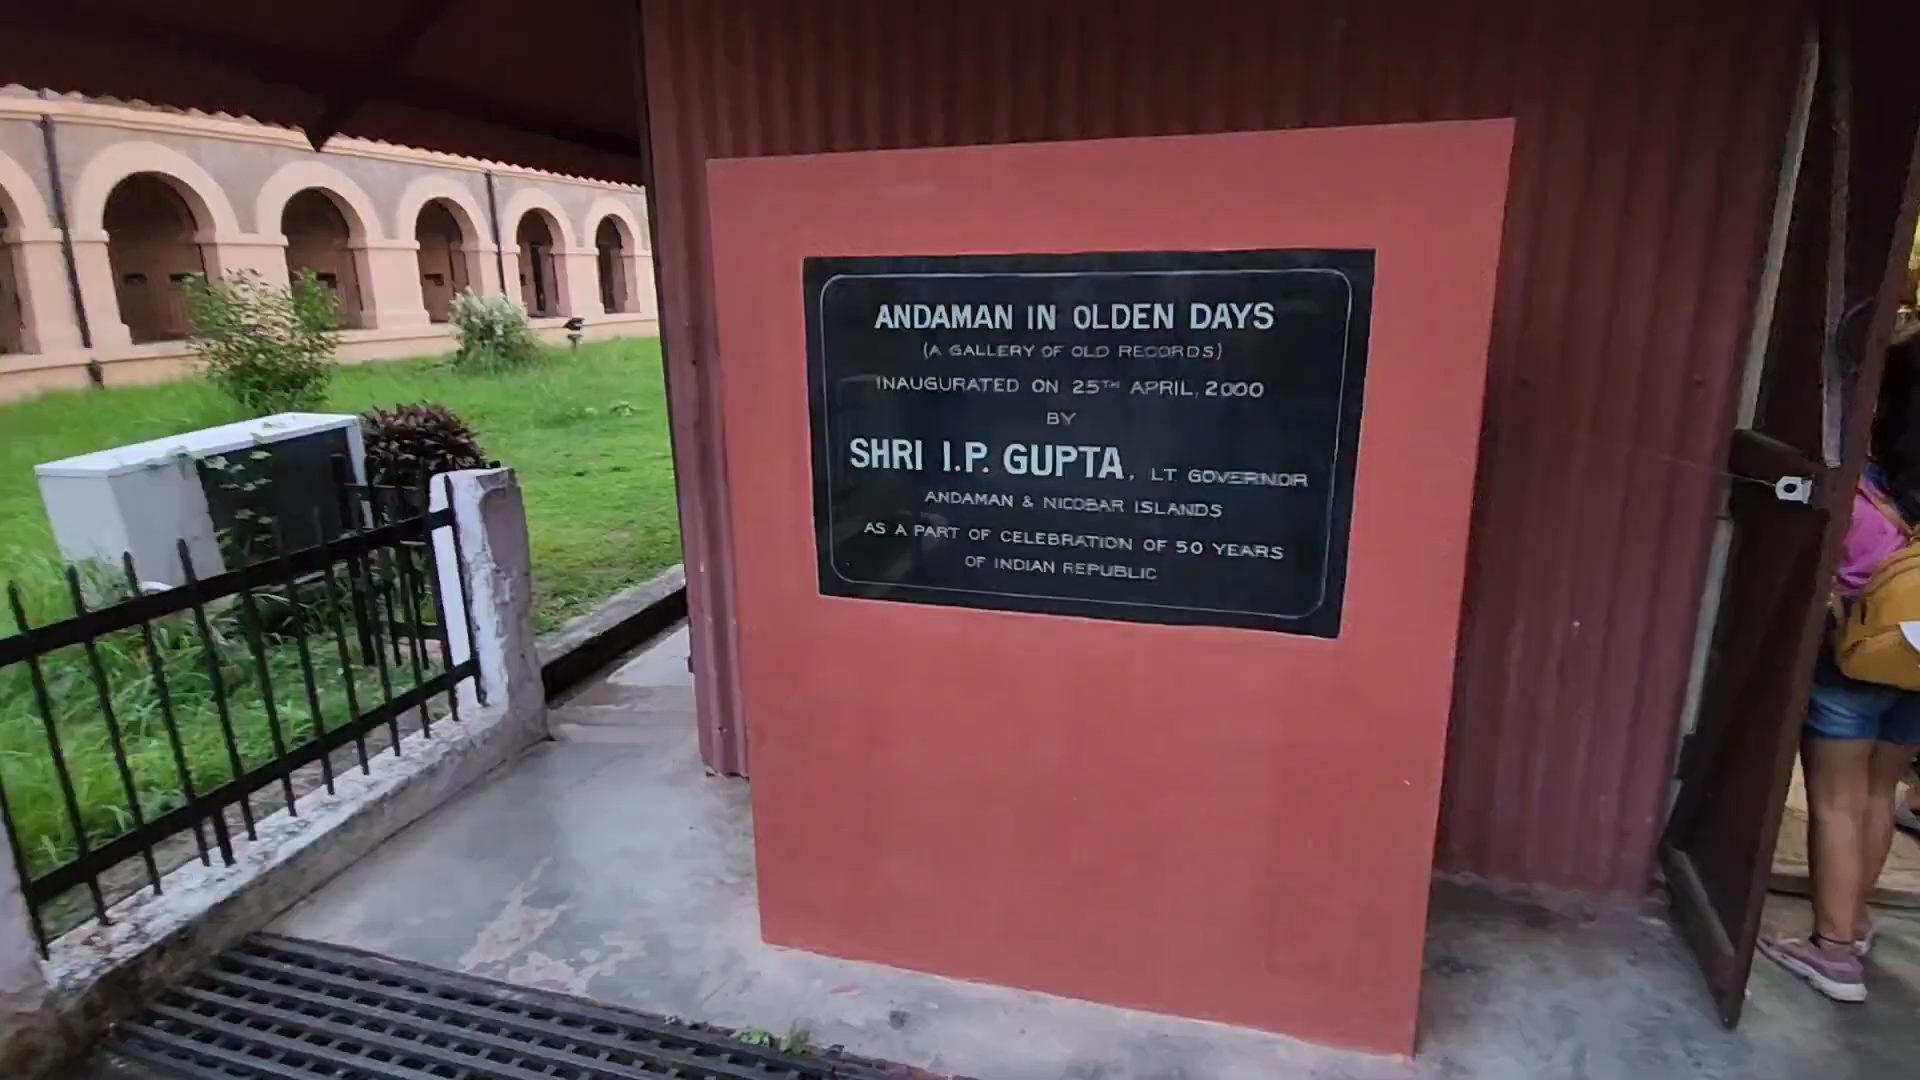 ANDAMAN IN OLDEN DAYS
(A GALLERY OF OLD RECORDS)
INAUGURATED ON 25TH APRIL, 2000
BY
SHRI I.P. GUPTA, LT. GOVERNOR
ANDAMAN & NICOBAR ISLANDS
AS A PART OF CELEBRATION OF 50 YEARS
OF INDIAN REPUBLIC